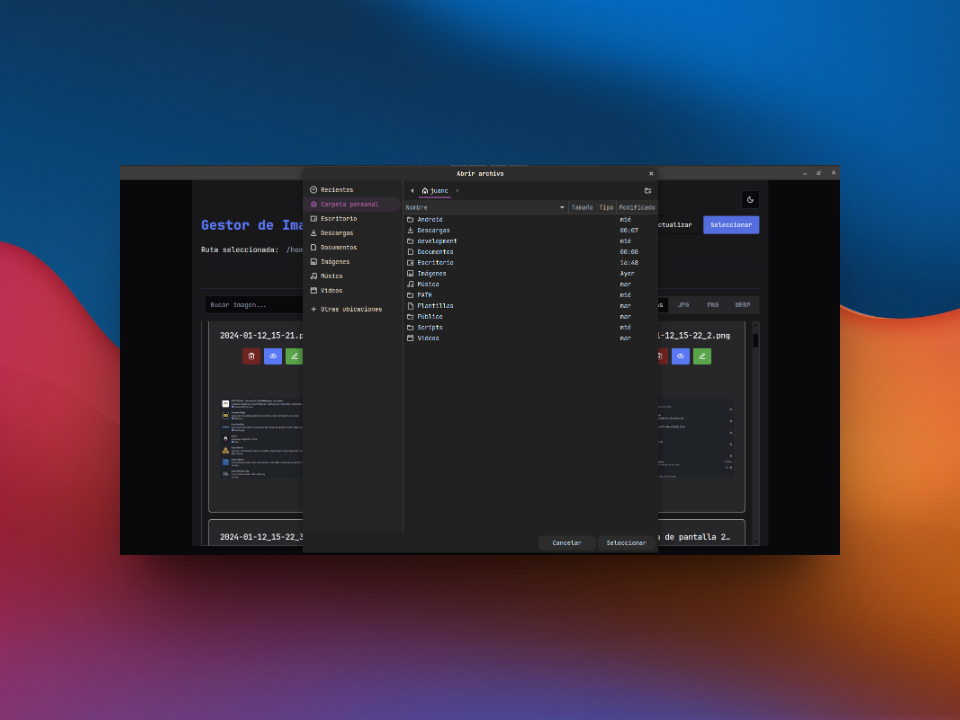 Abrir archivo
Gestor de Ima
Ruta seleccionada: /hom
ctualizar
Seleccionar
Bucar imagen...
JPG
PNG
WEBP
2024-01-12_15-21.p
1-12_15-22_2.png
2024-01-12_15-22_3
a de pantalla 2…
Recientes
Carpeta personal
Escritorio
Descargas
Documentos
Imágenes
Música
Vídeos
+ Otras ubicaciones
juanc
Nombre Tamaño Tipo Modificado
Android mié
Descargas 00:07
development mié
Documentos 00:00
Escritorio 16:48
Imágenes Ayer
Música mar
PATH mié
Plantillas mar
Público mar
Scripts mié
Vídeos mar
Cancelar
Seleccionar